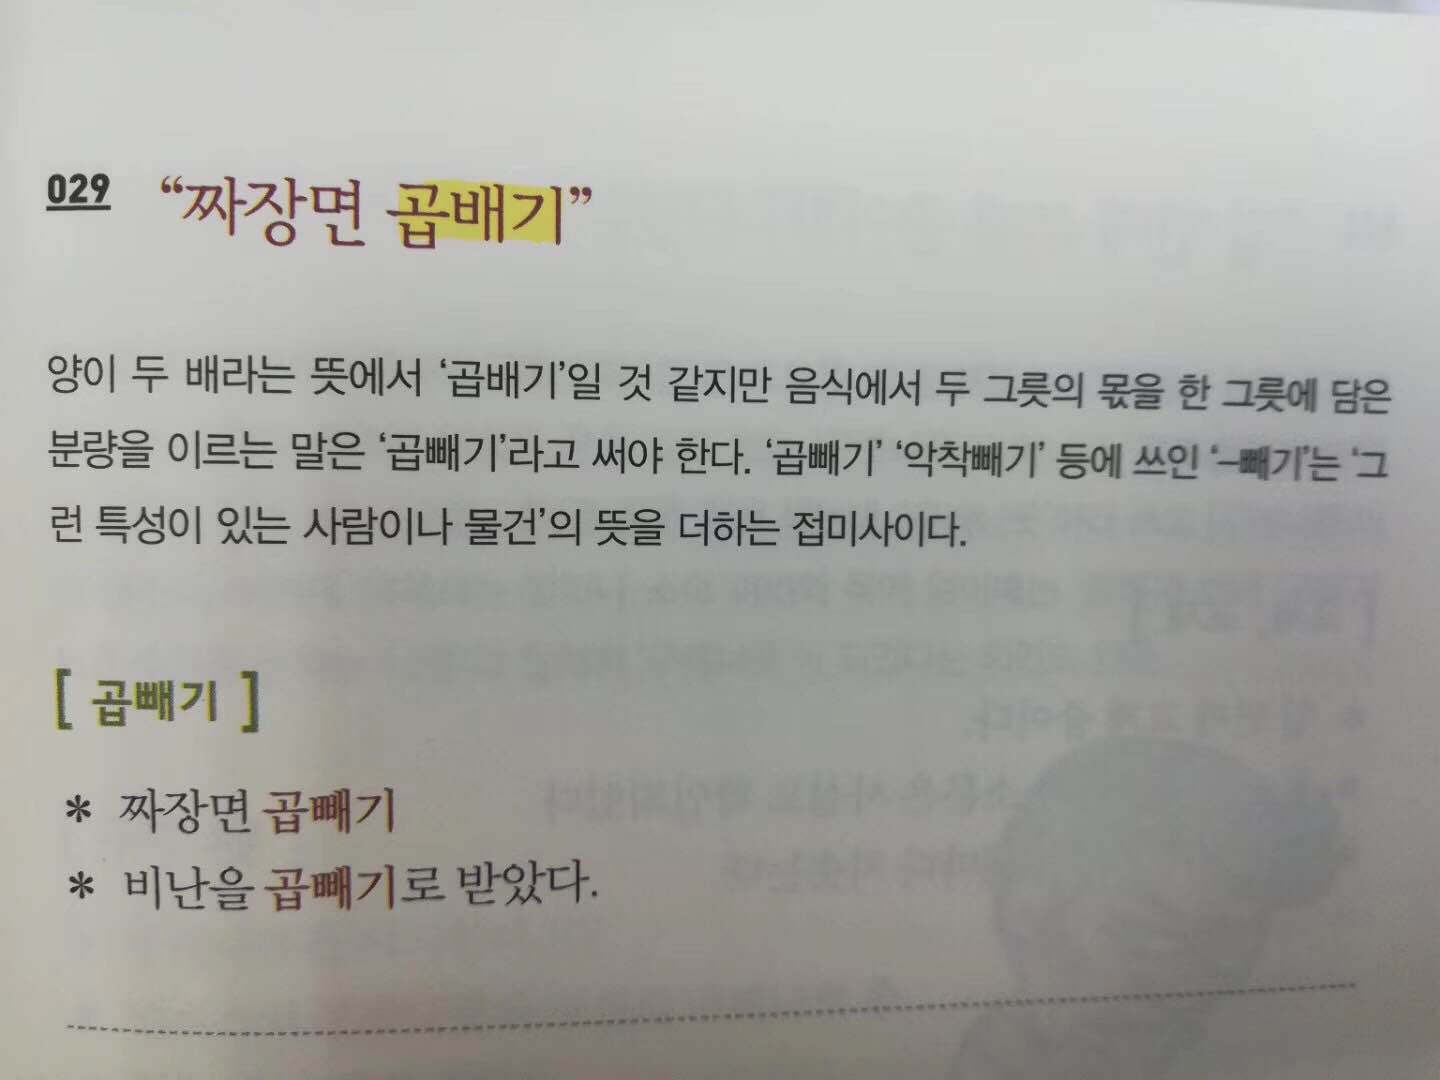 029 “짜장면 곱배기”
양이 두 배라는 뜻에서 ‘곱배기’일 것 같지만 음식에서 두 그릇의 몫을 한 그릇에 담은
분량을 이르는 말은 ‘곱빼기’라고 써야 한다. ‘곱빼기’ ‘악착빼기’ 등에 쓰인 ‘–빼기’는 ‘그
런 특성이 있는 사람이나 물건’의 뜻을 더하는 접미사이다.
[ 곱빼기 ]
* 짜장면 곱빼기
* 비난을 곱빼기로 받았다.